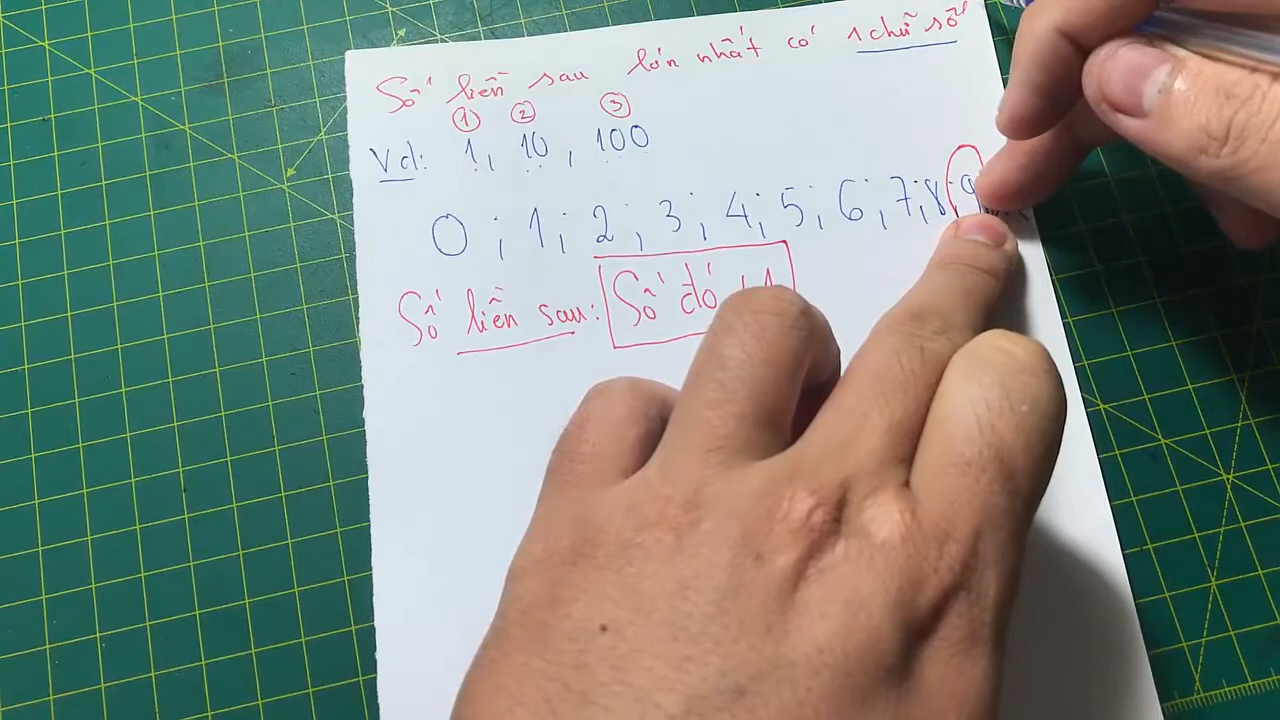 Số liền sau lớn nhất có 1 chữ số
① ② ③
Vd: 1, 10, 100
0 ; 1 ; 2 ; 3 ; 4 ; 5 ; 6 ; 7 ; 8 ; 9
Số liền sau: Số đó